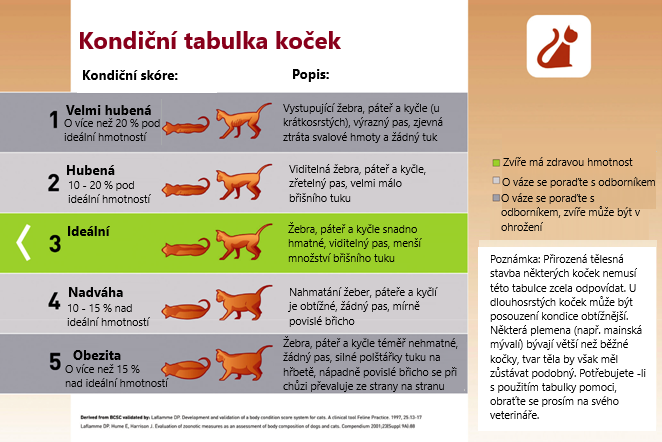 Kondiční tabulka koček
Kondiční skóre:
Popis:
1
Velmi hubená
O více než 20 % pod
ideální hmotností
Vystupující žebra, páteř a kyčle (u
krátkosrstých), výrazný pas, zjevná
ztráta svalové hmoty a žádný tuk
2
Hubená
10 - 20 % pod
ideální hmotností
Viditelná žebra, páteř a kyčle,
zřetelný pas, velmi málo
břišního tuku
3
Ideální
Žebra, páteř a kyčle snadno
hmatné, viditelný pas, menší
množství břišního tuku
4
Nadváha
10 - 15 % nad
ideální hmotností
Nahmatání žeber, páteře a kyčlí
je obtížné, žádný pas, mírně
povislé břicho
5
Obezita
O více než 15 %
nad ideální hmotností
Žebra, páteř a kyčle téměř nehmatné,
žádný pas, silné polštářky tuku na
hřbetě, nápadně povislé břicho se při
chůzi převaluje ze strany na stranu
Zvíře má zdravou hmotnost
O váze se poraďte s odborníkem
O váze se poraďte s
odborníkem, zvíře může být v
ohrožení
Poznámka: Přirozená tělesná
stavba některých koček nemusí
této tabulce zcela odpovídat. U
dlouhosrstých koček může být
posouzení kondice obtížnější.
Některá plemena (např. mainská
mývalí) bývají větší než běžné
kočky, tvar těla by však měl
zůstávat podobný. Potřebujete -li
s použitím tabulky pomoci,
obraťte se prosím na svého
veterináře.
Derived from BCSC validated by: Laflamme DP. Development and validation of a body condition score system for cats. A clinical tool Feline Practice. 1997, 25:13-17
Laflamme DP. Hume E, Harrison J. Evaluation of zoonotic measures as an assessment of body composition of dogs and cats. Compendium 2001;23(Suppl 9A):88